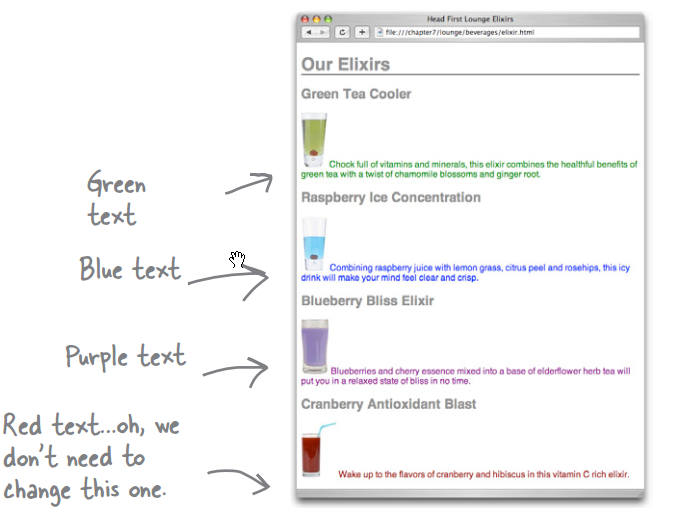 Head First Lounge Elixirs
file:///chapter7/lounge/beverages/elixir.html
Our Elixirs
Green Tea Cooler
Chock full of vitamins and minerals, this elixir combines the healthful benefits of
green tea with a twist of chamomile blossoms and ginger root.
Green
text
Raspberry Ice Concentration
Combining raspberry juice with lemon grass, citrus peel and rosehips, this icy
drink will make your mind feel clear and crisp.
Blue text
Blueberry Bliss Elixir
Blueberries and cherry essence mixed into a base of elderflower herb tea will
put you in a relaxed state of bliss in no time.
Purple text
Cranberry Antioxidant Blast
Wake up to the flavors of cranberry and hibiscus in this vitamin C rich elixir.
Red text...oh, we
don't need to
change this one.